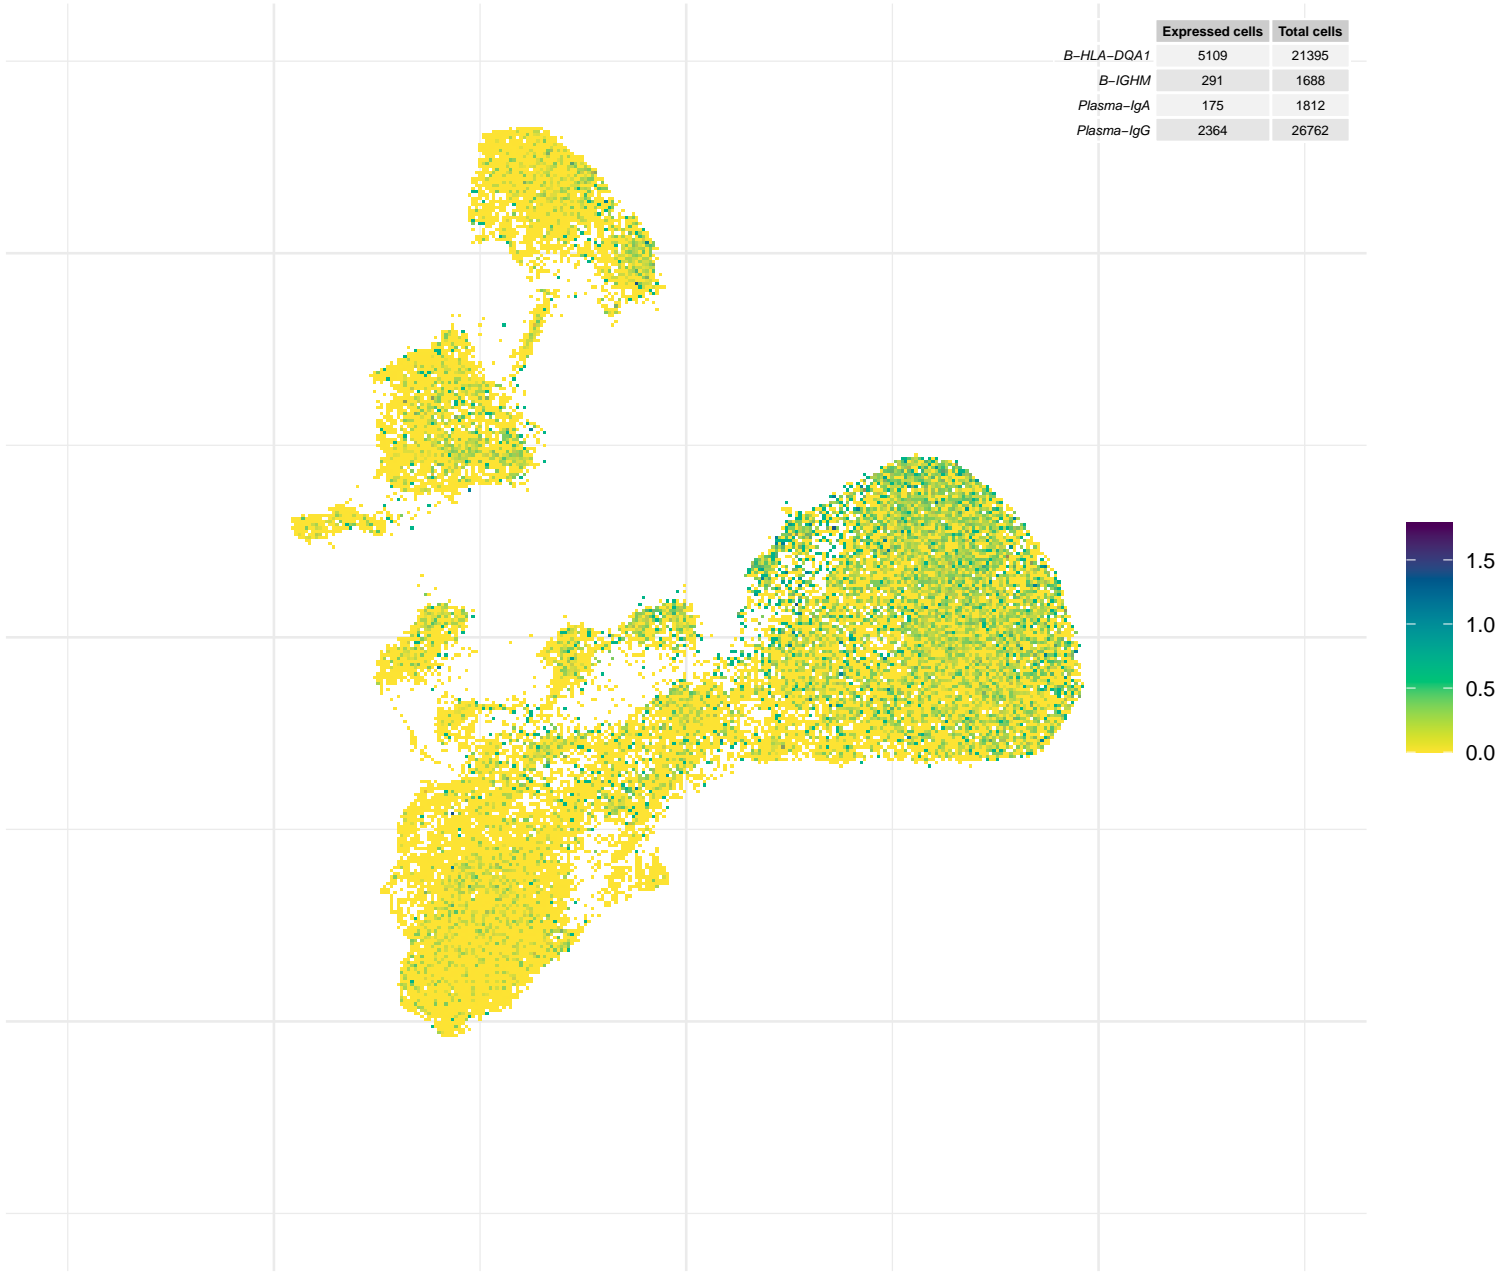 Expressed cells Total cells
B−HLA−DQA1 5109 21395
B−IGHM 291 1688
Plasma−IgA 175 1812
Plasma−IgG 2364 26762
1.5
1.0
0.5
0.0